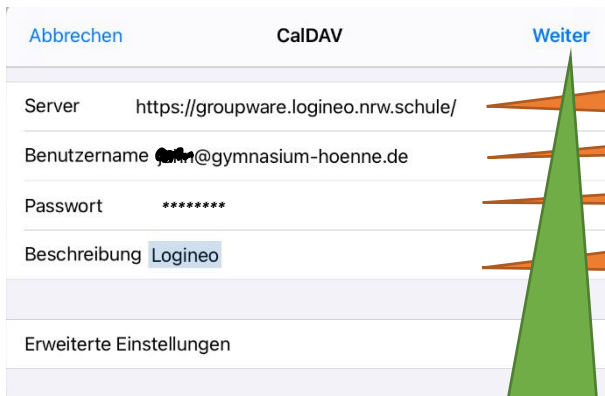 Abbrechen CalDAV Weiter
Server https://groupware.logineo.nrw.schule/
Benutzername @gymnasium-hoenne.de
Passwort ********
Beschreibung Logineo
Erweiterte Einstellungen